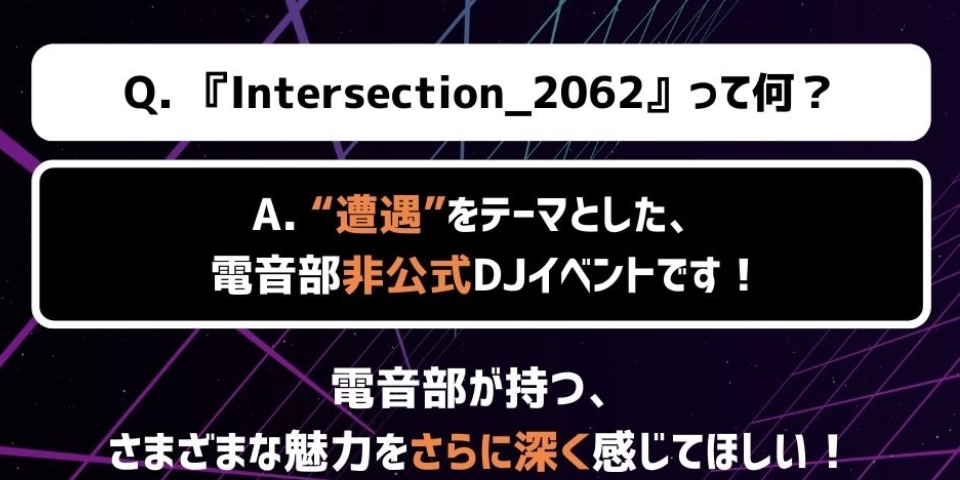 Q. 『Intersection_2062』って何？
A. “遭遇”をテーマとした、
電音部非公式DJイベントです！
電音部が持つ、
さまざまな魅力をさらに深く感じてほしい！